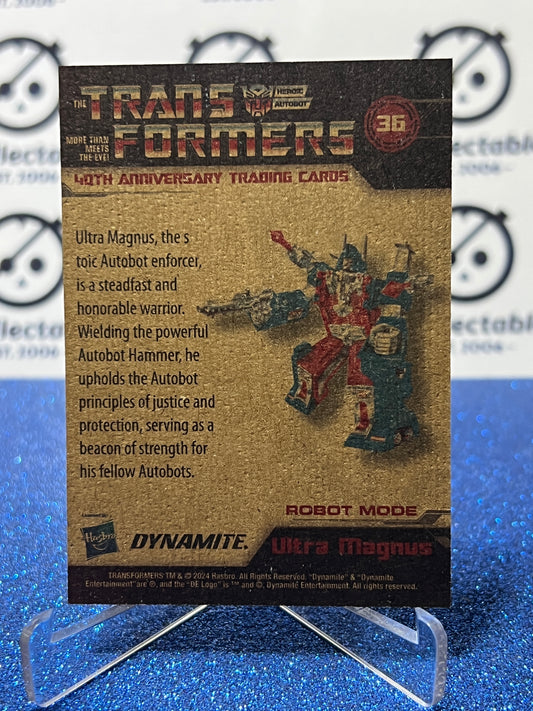 THE TRANS HEROIC AUTOBOT
MORE THAN MEETS THE EYE! FORMERS 36
40TH ANNIVERSARY TRADING CARDS
Ultra Magnus, the s
toic Autobot enforcer,
is a steadfast and
honorable warrior.
Wielding the powerful
Autobot Hammer, he
upholds the Autobot
principles of justice and
protection, serving as a
beacon of strength for
his fellow Autobots.
ROBOT MODE
Hasbro DYNAMITE. Ultra Magnus
TRANSFORMERS TM & © 2024 Hasbro. All Rights Reserved. "Dynamite" & "Dynamite
Entertainment" are ®, and the "DE Logo" is ™ and ©, Dynamite Entertainment. All rights reserved.